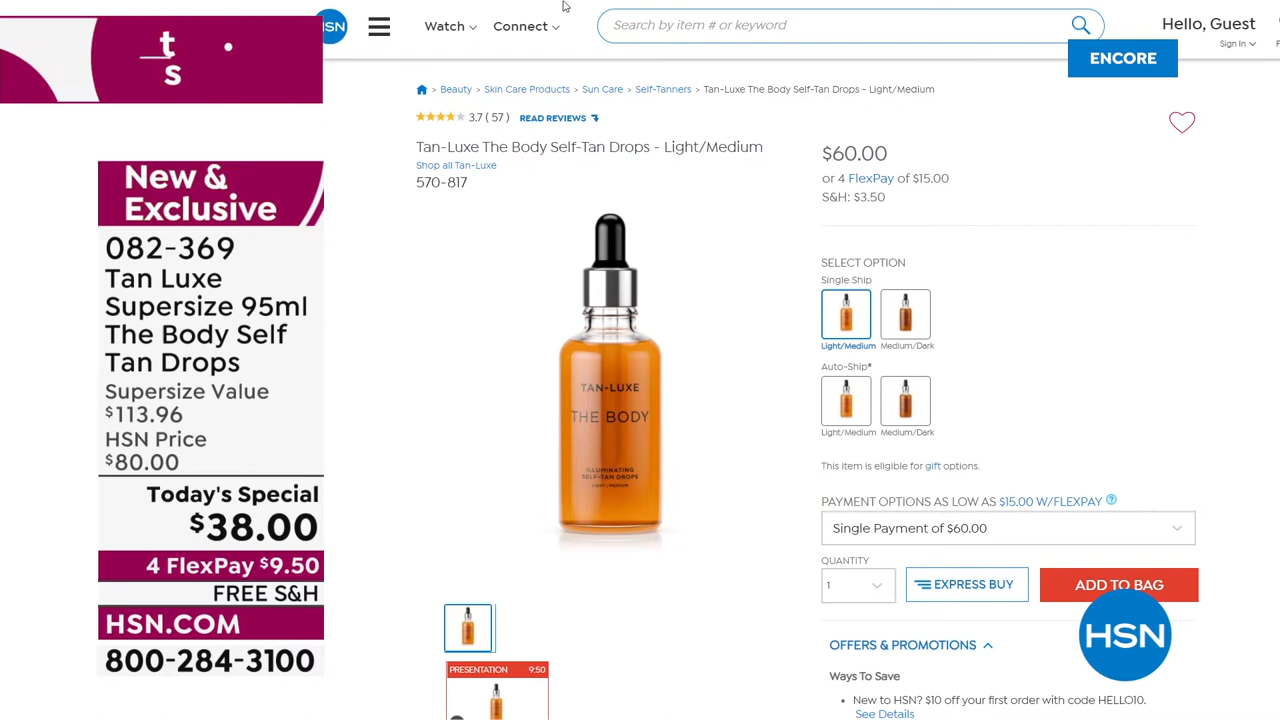 t
s
New &
Exclusive
082-369
Tan Luxe
Supersize 95ml
The Body Self
Tan Drops
Supersize Value
$113.96
HSN Price
$80.00
Today's Special
$38.00
4 FlexPay $9.50
FREE S&H
HSN.COM
800-284-3100
HSN
Watch
Connect
Search by item # or keyword
Hello, Guest
Sign In
ENCORE
> Beauty > Skin Care Products > Sun Care > Self-Tanners > Tan-Luxe The Body Self-Tan Drops - Light/Medium
3.7 ( 57 ) READ REVIEWS
Tan-Luxe The Body Self-Tan Drops - Light/Medium
Shop all Tan-Luxe
570-817
TAN-LUXE
THE BODY
ILLUMINATING
SELF-TAN DROPS
LIGHT / MEDIUM
PRESENTATION 9:50
$60.00
or 4 FlexPay of $15.00
S&H: $3.50
SELECT OPTION
Single Ship
Light/Medium Medium/Dark
Auto-Ship®
Light/Medium Medium/Dark
This item is eligible for gift options.
PAYMENT OPTIONS AS LOW AS $15.00 W/FLEXPAY ?
Single Payment of $60.00
QUANTITY
1
EXPRESS BUY
ADD TO BAG
HSN
OFFERS & PROMOTIONS
Ways To Save
• New to HSN? $10 off your first order with code HELLO10.
See Details